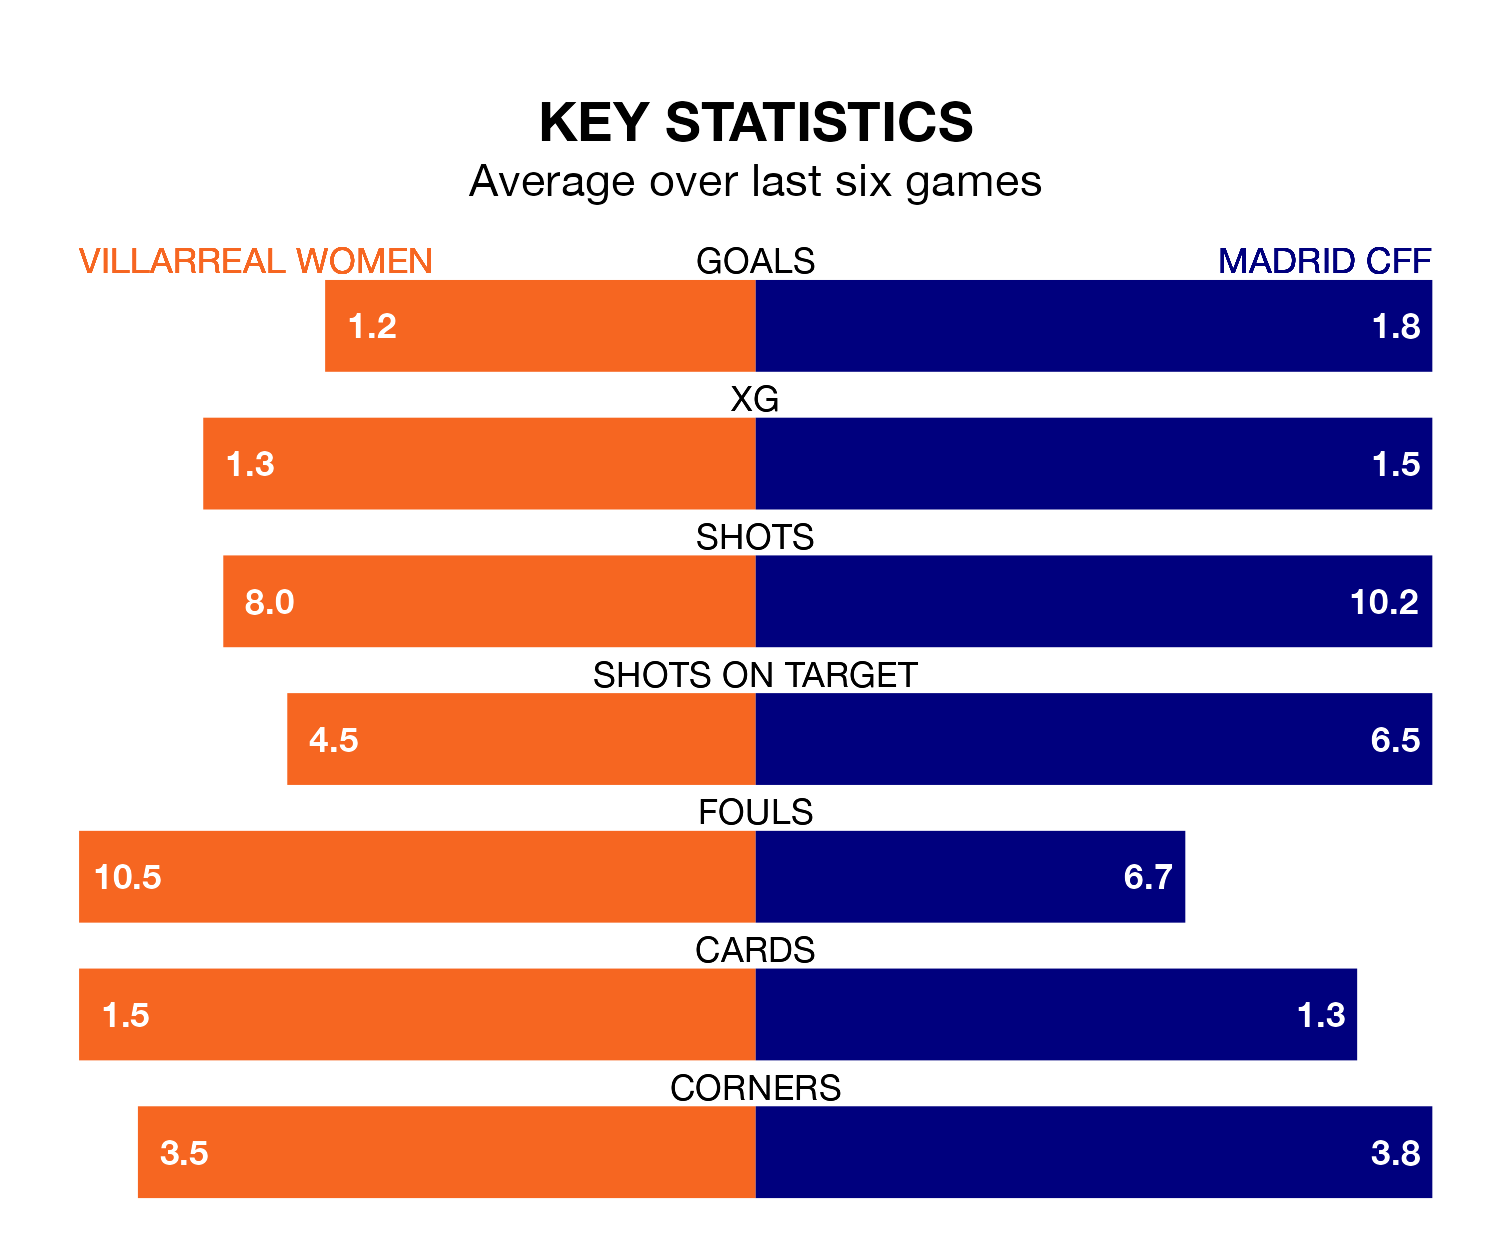 KEY STATISTICS
Average over last six games
VILLARREAL WOMEN GOALS MADRID CFF
1.2 1.8
XG
1.3 1.5
SHOTS
8.0 10.2
SHOTS ON TARGET
4.5 6.5
FOULS
10.5 6.7
CARDS
1.5 1.3
CORNERS
3.5 3.8